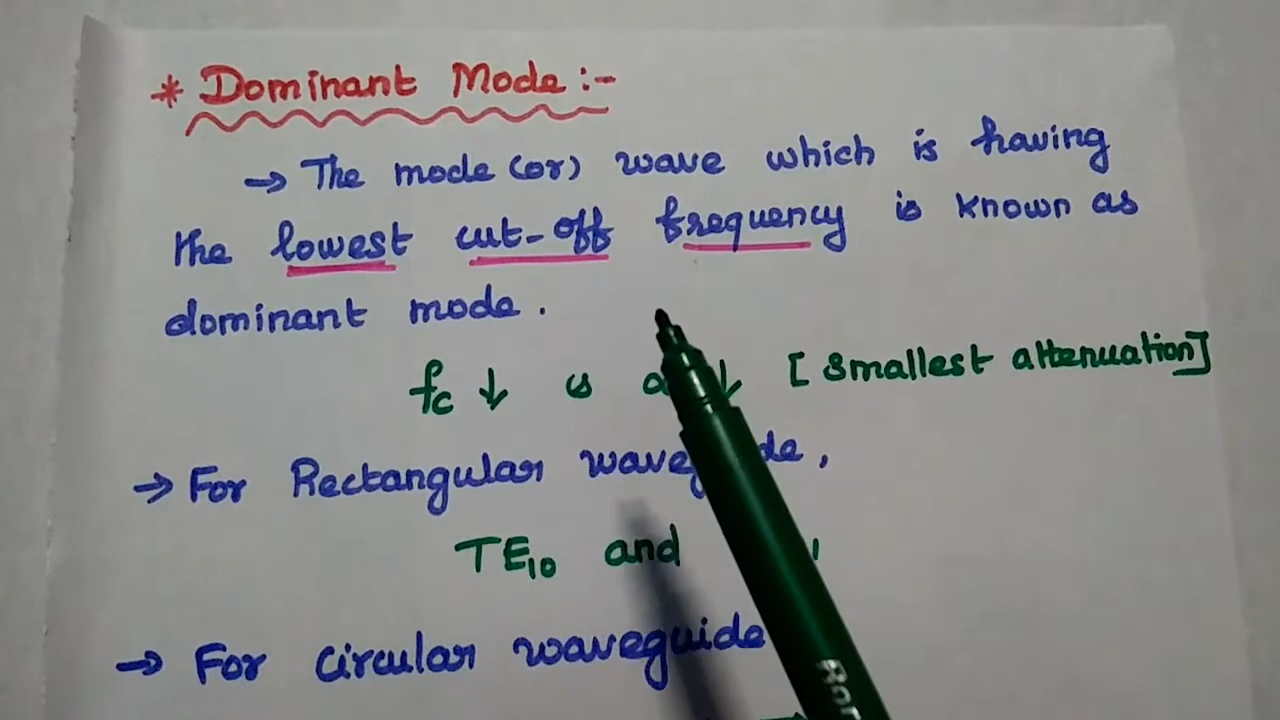 * Dominant Mode:-
→ The mode (or) wave which is having
the lowest cut-off frequency is known as
dominant mode.
fc ↓ is ↓ [smallest attenuation]
→ For Rectangular
TE10 and
→ For Circular waveguide